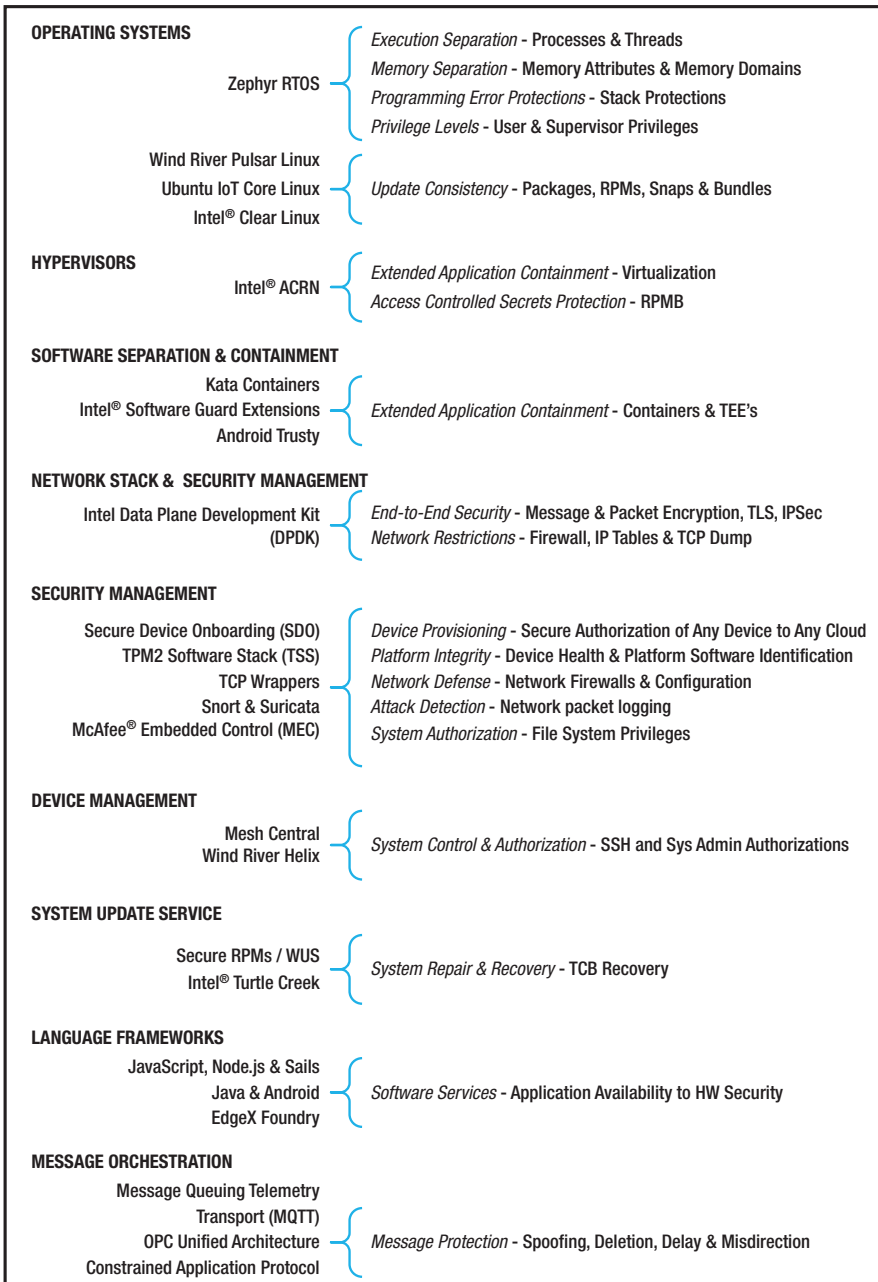 OPERATING SYSTEMS
Zephyr RTOS
Execution Separation - Processes & Threads
Memory Separation - Memory Attributes & Memory Domains
Programming Error Protections - Stack Protections
Privilege Levels - User & Supervisor Privileges
Wind River Pulsar Linux
Ubuntu IoT Core Linux
Intel® Clear Linux
Update Consistency - Packages, RPMs, Snaps & Bundles
HYPERVISORS
Intel® ACRN
Extended Application Containment - Virtualization
Access Controlled Secrets Protection - RPMB
SOFTWARE SEPARATION & CONTAINMENT
Kata Containers
Intel® Software Guard Extensions
Android Trusty
Extended Application Containment - Containers & TEE's
NETWORK STACK & SECURITY MANAGEMENT
Intel Data Plane Development Kit
(DPDK)
End-to-End Security - Message & Packet Encryption, TLS, IPSec
Network Restrictions - Firewall, IP Tables & TCP Dump
SECURITY MANAGEMENT
Secure Device Onboarding (SDO)
TPM2 Software Stack (TSS)
TCP Wrappers
Snort & Suricata
McAfee® Embedded Control (MEC)
Device Provisioning - Secure Authorization of Any Device to Any Cloud
Platform Integrity - Device Health & Platform Software Identification
Network Defense - Network Firewalls & Configuration
Attack Detection - Network packet logging
System Authorization - File System Privileges
DEVICE MANAGEMENT
Mesh Central
Wind River Helix
System Control & Authorization - SSH and Sys Admin Authorizations
SYSTEM UPDATE SERVICE
Secure RPMs / WUS
Intel® Turtle Creek
System Repair & Recovery - TCB Recovery
LANGUAGE FRAMEWORKS
JavaScript, Node.js & Sails
Java & Android
EdgeX Foundry
Software Services - Application Availability to HW Security
MESSAGE ORCHESTRATION
Message Queuing Telemetry
Transport (MQTT)
OPC Unified Architecture
Constrained Application Protocol
Message Protection - Spoofing, Deletion, Delay & Misdirection